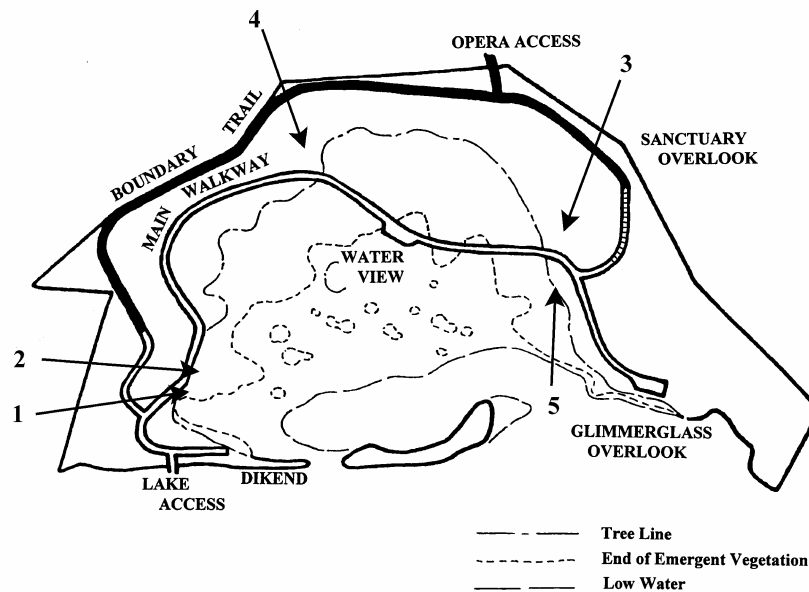 4
OPERA ACCESS
3
SANCTUARY
OVERLOOK
BOUNDARY TRAIL
MAIN WALKWAY
WATER
VIEW
2
1
5
GLIMMERGLASS
OVERLOOK
LAKE
ACCESS
DIKEND
Tree Line
End of Emergent Vegetation
Low Water